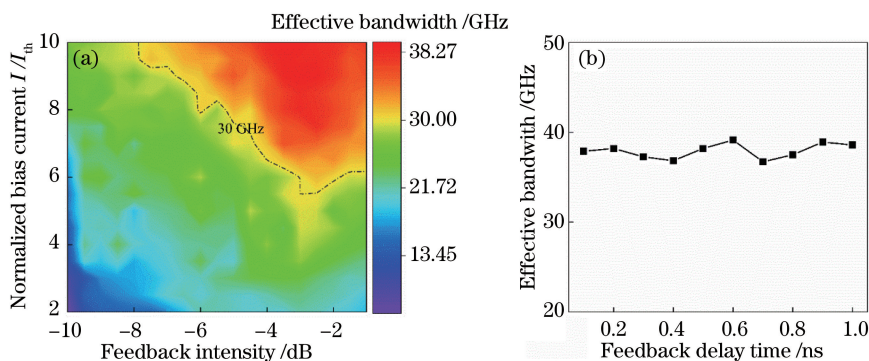 Effective bandwidth /GHz
(a)
10
8
6
4
2
Normalized bias current I /Ith
30 GHz
−10
−8
−6
−4
−2
Feedback intensity /dB
38.27
30.00
21.72
13.45
(b)
50
40
30
20
Effective bandwith /GHz
0.2
0.4
0.6
0.8
1.0
Feedback delay time /ns